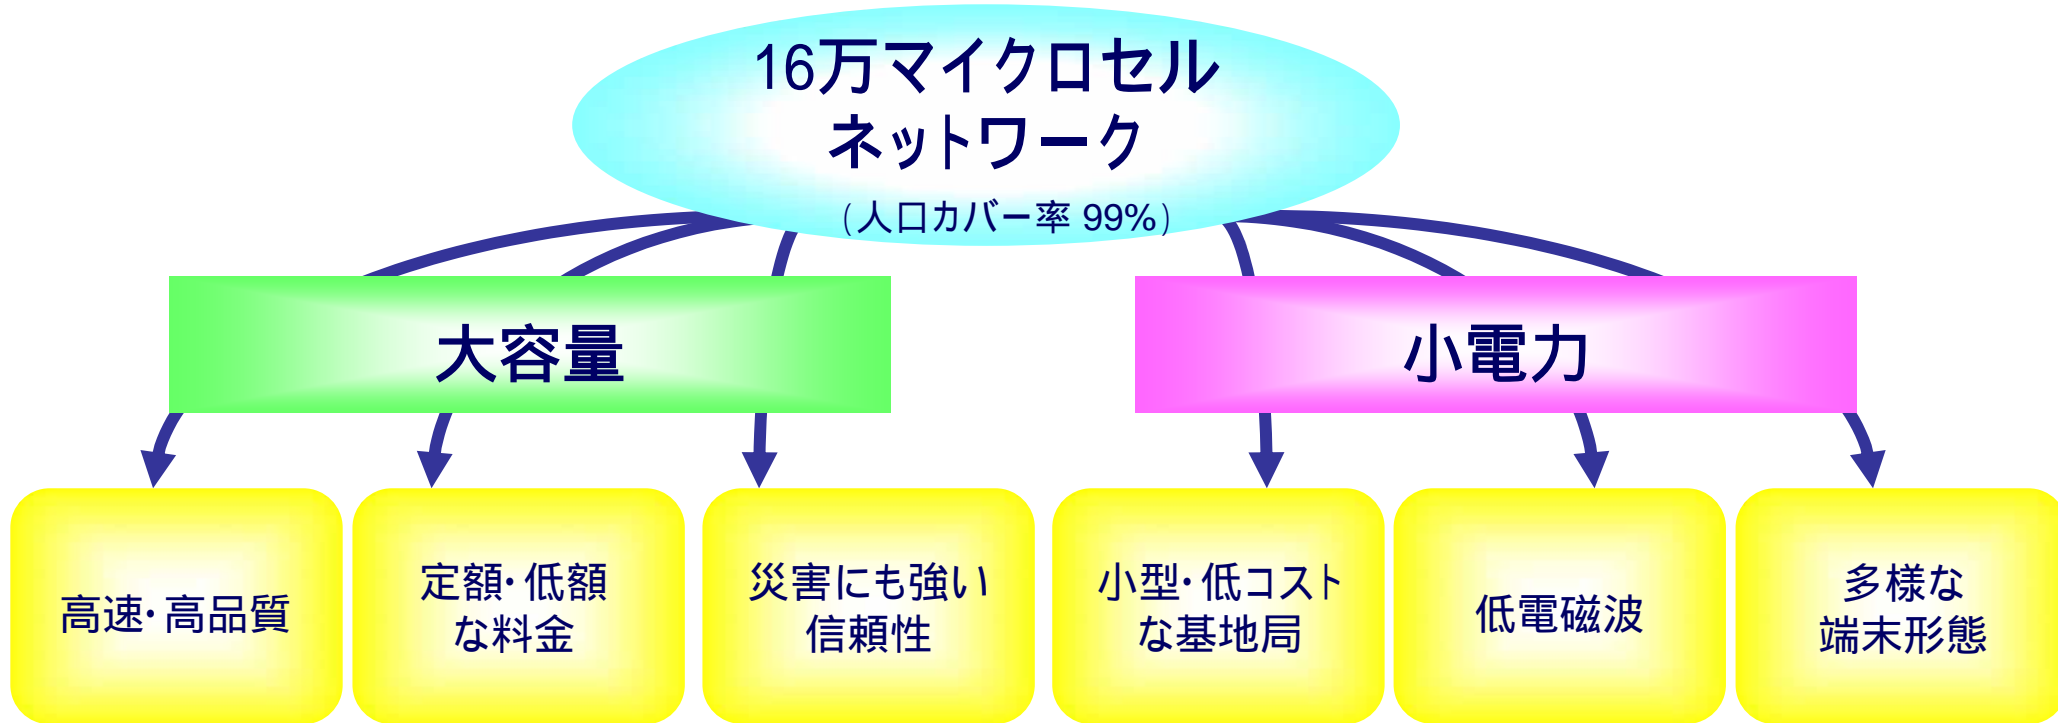 16万マイクロセル
ネットワーク
（人口カバー率 99%）
大容量
小電力
高速・高品質
定額・低額
な料金
災害にも強い
信頼性
小型・低コスト
な基地局
低電磁波
多様な
端末形態